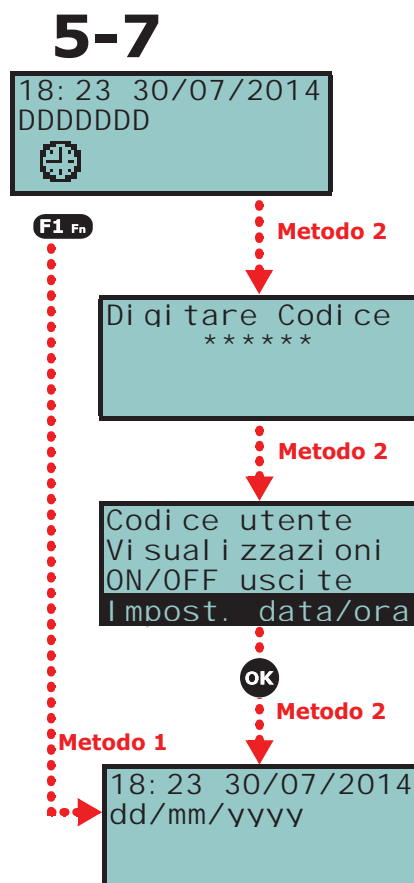 5-7
18:23 30/07/2014
DDDDDDD
F1 Fn
Metodo 2
Digitare Codice
******
Metodo 2
Codice utente
Visualizzazioni
ON/OFF uscite
Impost. data/ora
OK
Metodo 2
Metodo 1
18:23 30/07/2014
dd/mm/yyyy